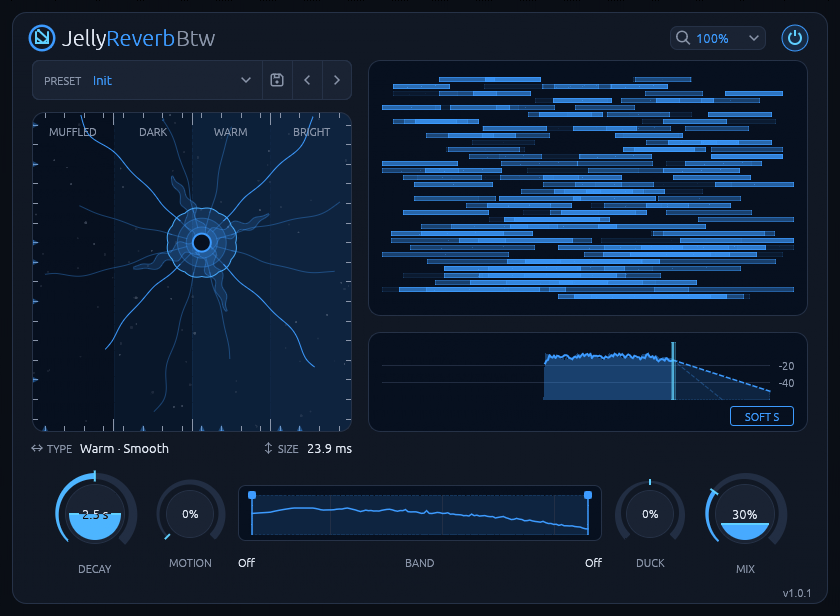 JellyReverbBtw
100%
PRESET Init
MUFFLED DARK WARM BRIGHT
-20
-40
SOFT S
TYPE Warm · Smooth
SIZE 23.9 ms
2.5 s
0%
0%
30%
DECAY
MOTION
Off
BAND
Off
DUCK
MIX
v1.0.1